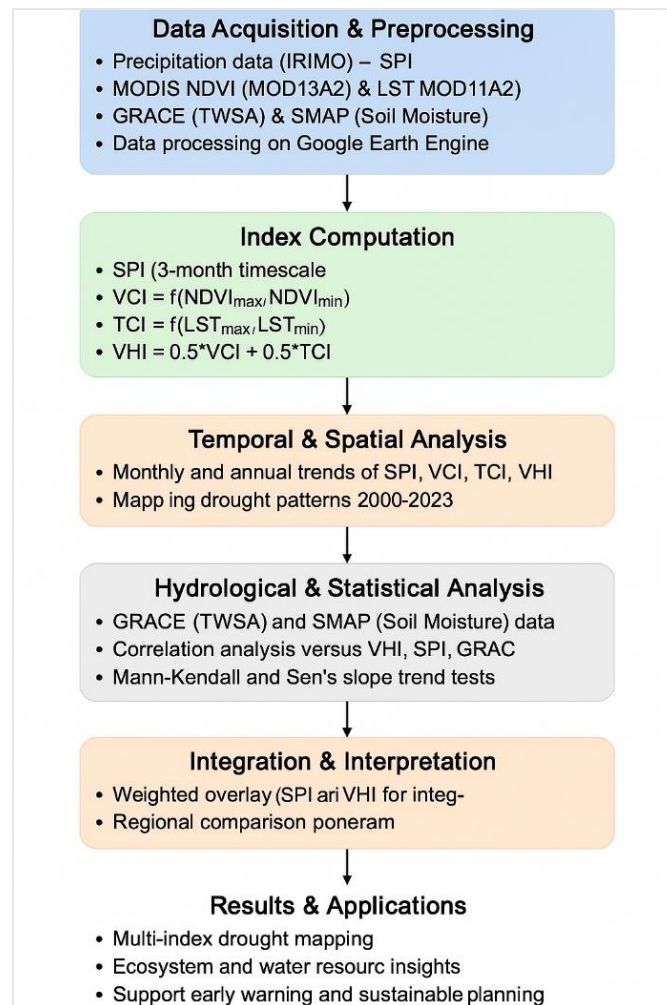 Data Acquisition & Preprocessing
• Precipitation data (IRIMO) – SPI
• MODIS NDVI (MOD13A2) & LST MOD11A2)
• GRACE (TWSA) & SMAP (Soil Moisture)
• Data processing on Google Earth Engine
Index Computation
• SPI (3-month timescale
• VCI = f(NDVImax, NDVImin)
• TCI = f(LSTmax, LSTmin)
• VHI = 0.5*VCI + 0.5*TCI
Temporal & Spatial Analysis
• Monthly and annual trends of SPI, VCI, TCI, VHI
• Mapp ing drought patterns 2000-2023
Hydrological & Statistical Analysis
• GRACE (TWSA) and SMAP (Soil Moisture) data
• Correlation analysis versus VHI, SPI, GRAC
• Mann-Kendall and Sen's slope trend tests
Integration & Interpretation
• Weighted overlay (SPI ari VHI for integ-
• Regional comparison poneram
Results & Applications
• Multi-index drought mapping
• Ecosystem and water resourc insights
• Support early warning and sustainable planning